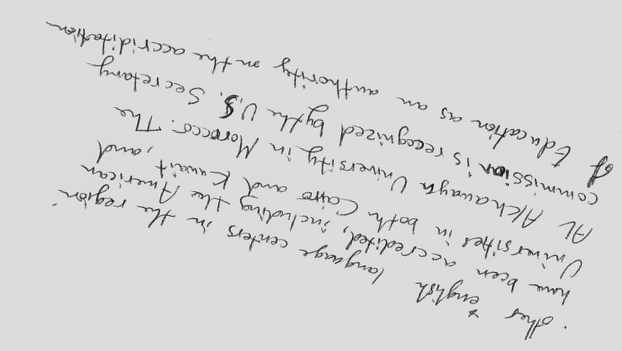 other english language centers in the region
have been accredited, including the American
Universities in both Cairo and Kuwait, and
AL Akhawayn University in Morocco. The
commission is recognized by the U.S. Secretary
of Education as an authority on the accriditation